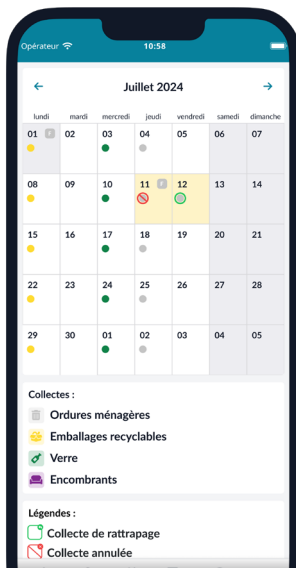 Opérateur 10:58
Juillet 2024
lundi mardi mercredi jeudi vendredi samedi dimanche
01 F 02 03 04 05 06 07
08 09 10 11 F 12 13 14
15 16 17 18 19 20 21
22 23 24 25 26 27 28
29 30 01 02 03 04 05
Collectes :
Ordures ménagères
Emballages recyclables
Verre
Encombrants
Légendes :
Collecte de rattrapage
Collecte annulée